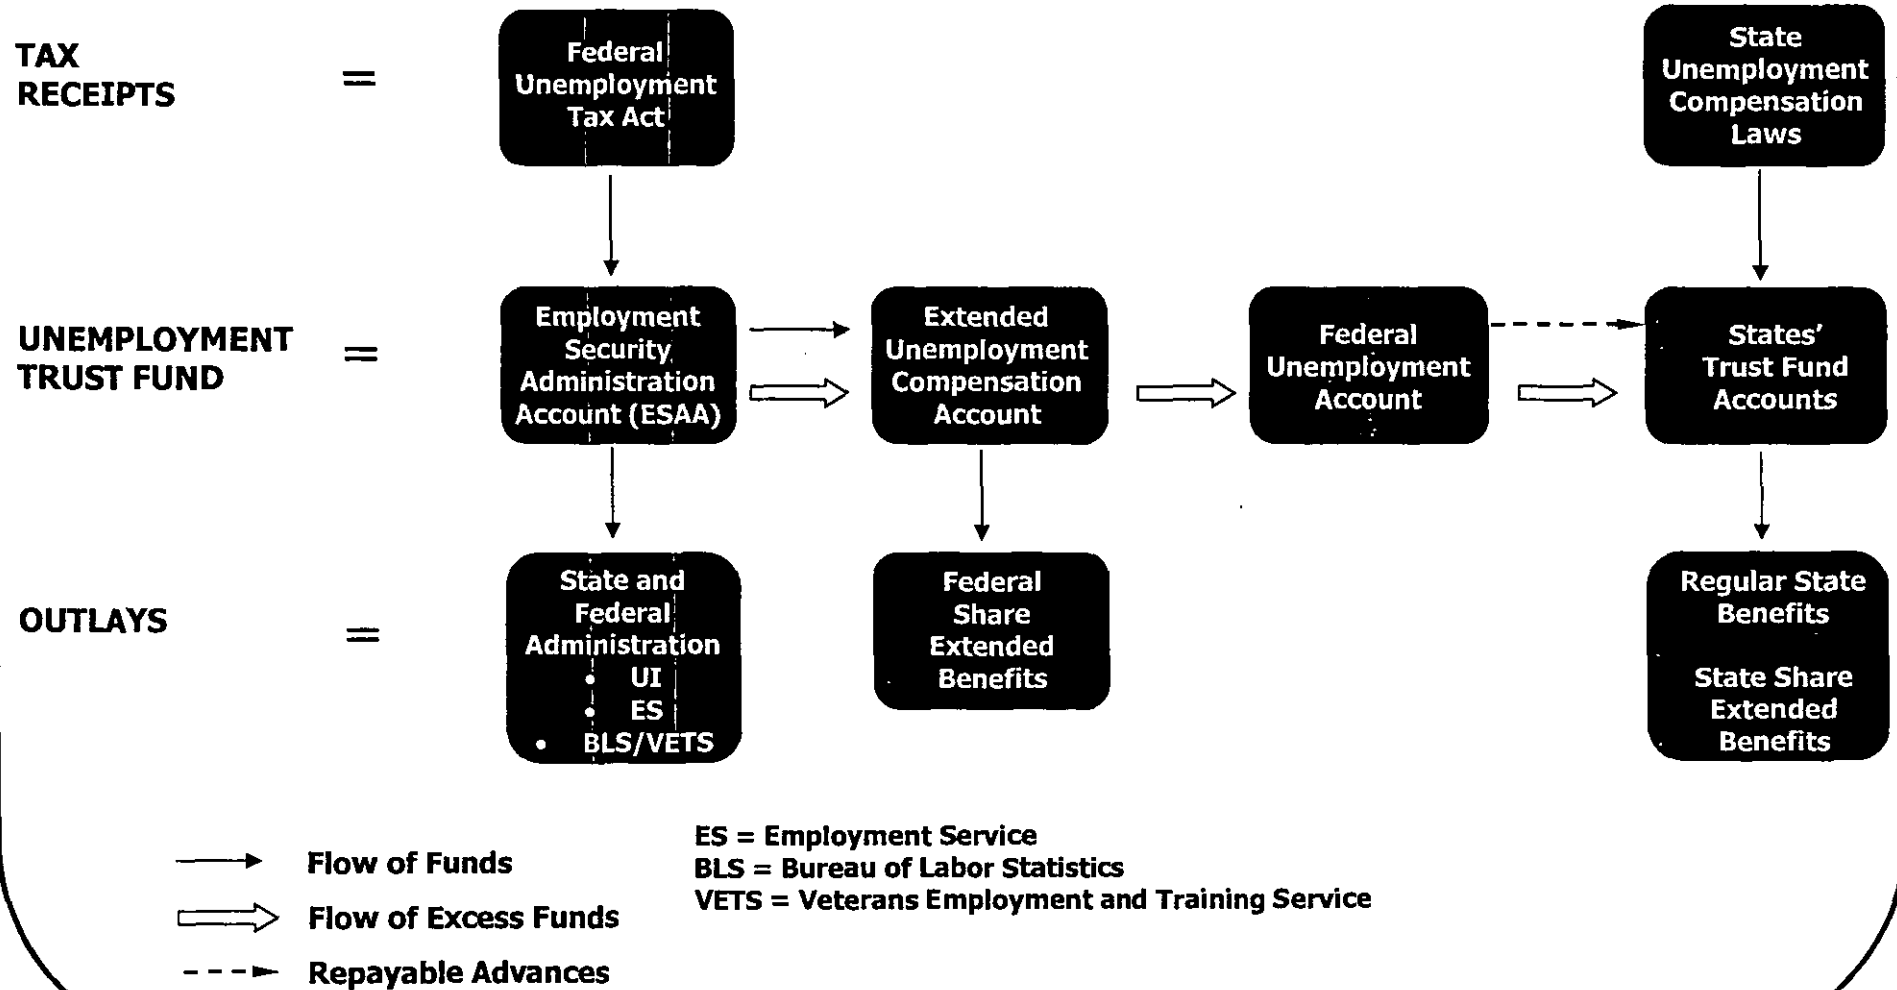 TAX
RECEIPTS
=
Federal
Unemployment
Tax Act
State
Unemployment
Compensation
Laws
UNEMPLOYMENT
TRUST FUND
=
Employment
Security
Administration
Account (ESAA)
Extended
Unemployment
Compensation
Account
Federal
Unemployment
Account
States'
Trust Fund
Accounts
OUTLAYS
=
State and
Federal
Administration
• UI
• ES
• BLS/VETS
Federal
Share
Extended
Benefits
Regular State
Benefits
State Share
Extended
Benefits
Flow of Funds
Flow of Excess Funds
Repayable Advances
ES = Employment Service
BLS = Bureau of Labor Statistics
VETS = Veterans Employment and Training Service